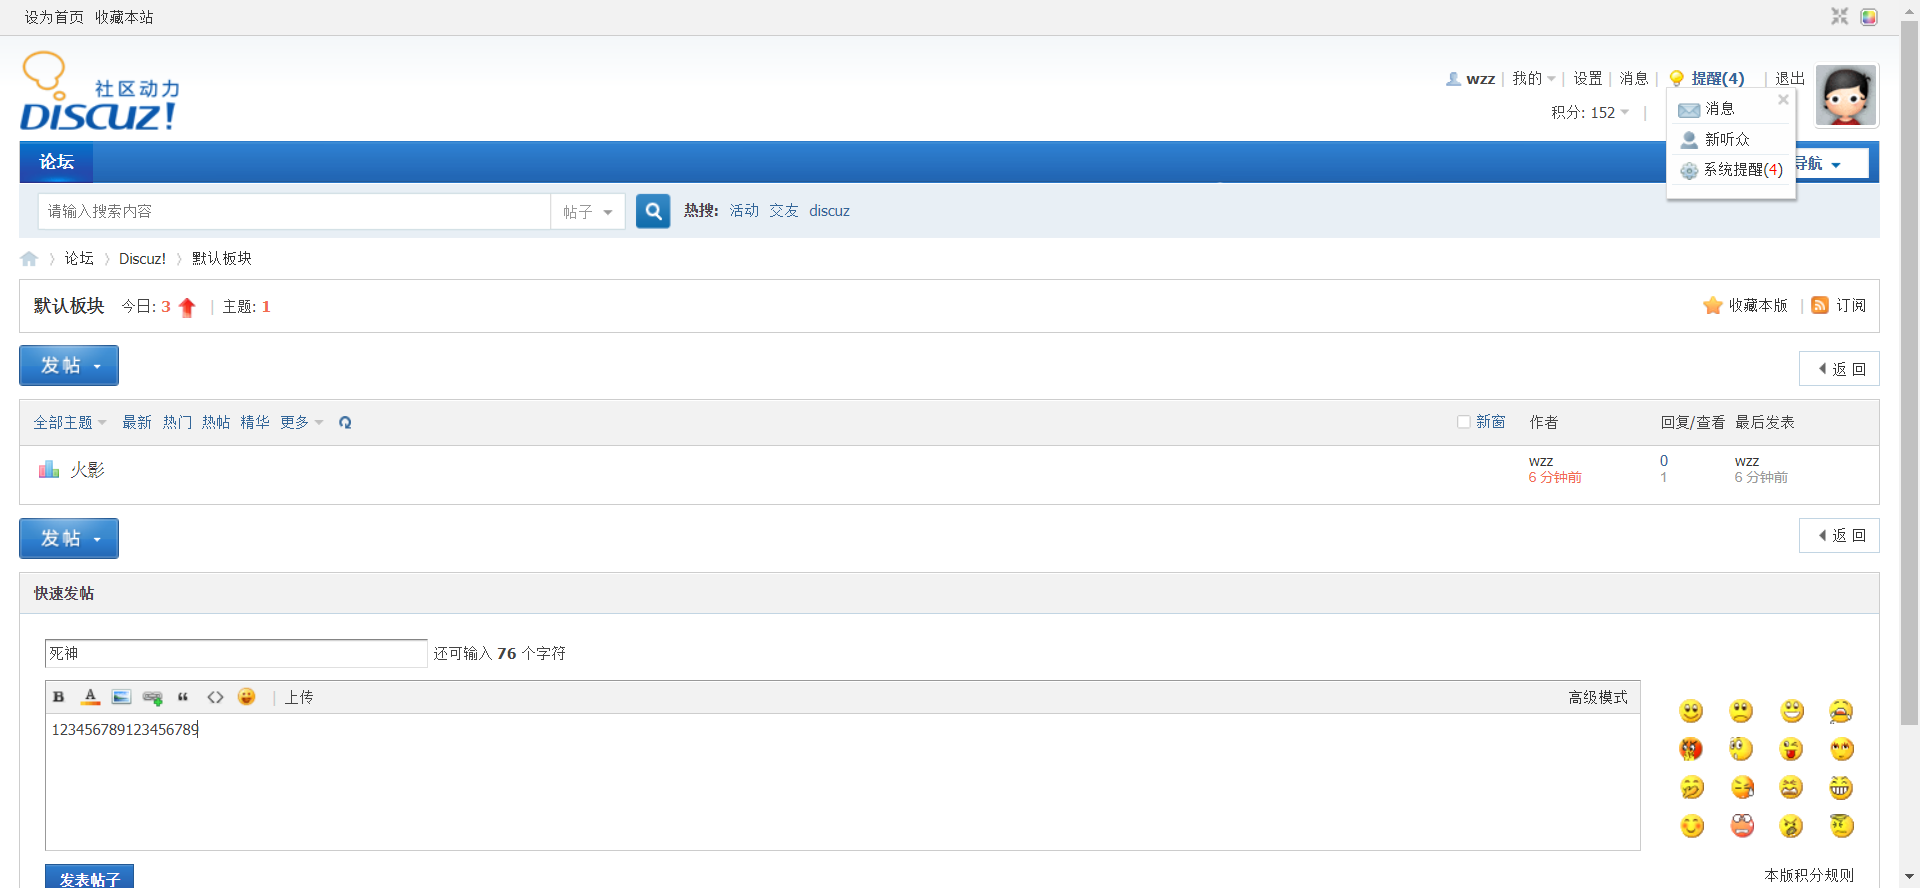 设为首页 收藏本站
社区动力
DISCUZ!
wzz | 我的 | 设置 | 消息 | 提醒(4) | 退出
积分: 152 |
消息
新听众
系统提醒(4)
论坛
导航
请输入搜索内容 帖子 热搜: 活动 交友 discuz
论坛 Discuz! 默认板块
默认板块 今日: 3 | 主题: 1
收藏本版 | 订阅
发帖
返 回
全部主题 最新 热门 热帖 精华 更多 新窗 作者 回复/查看 最后发表
火影 wzz 0 wzz
6 分钟前 1 6 分钟前
发帖
返 回
快速发帖
死神 还可输入 76 个字符
B A “ <> | 上传 高级模式
123456789123456789
发表帖子
本版积分规则